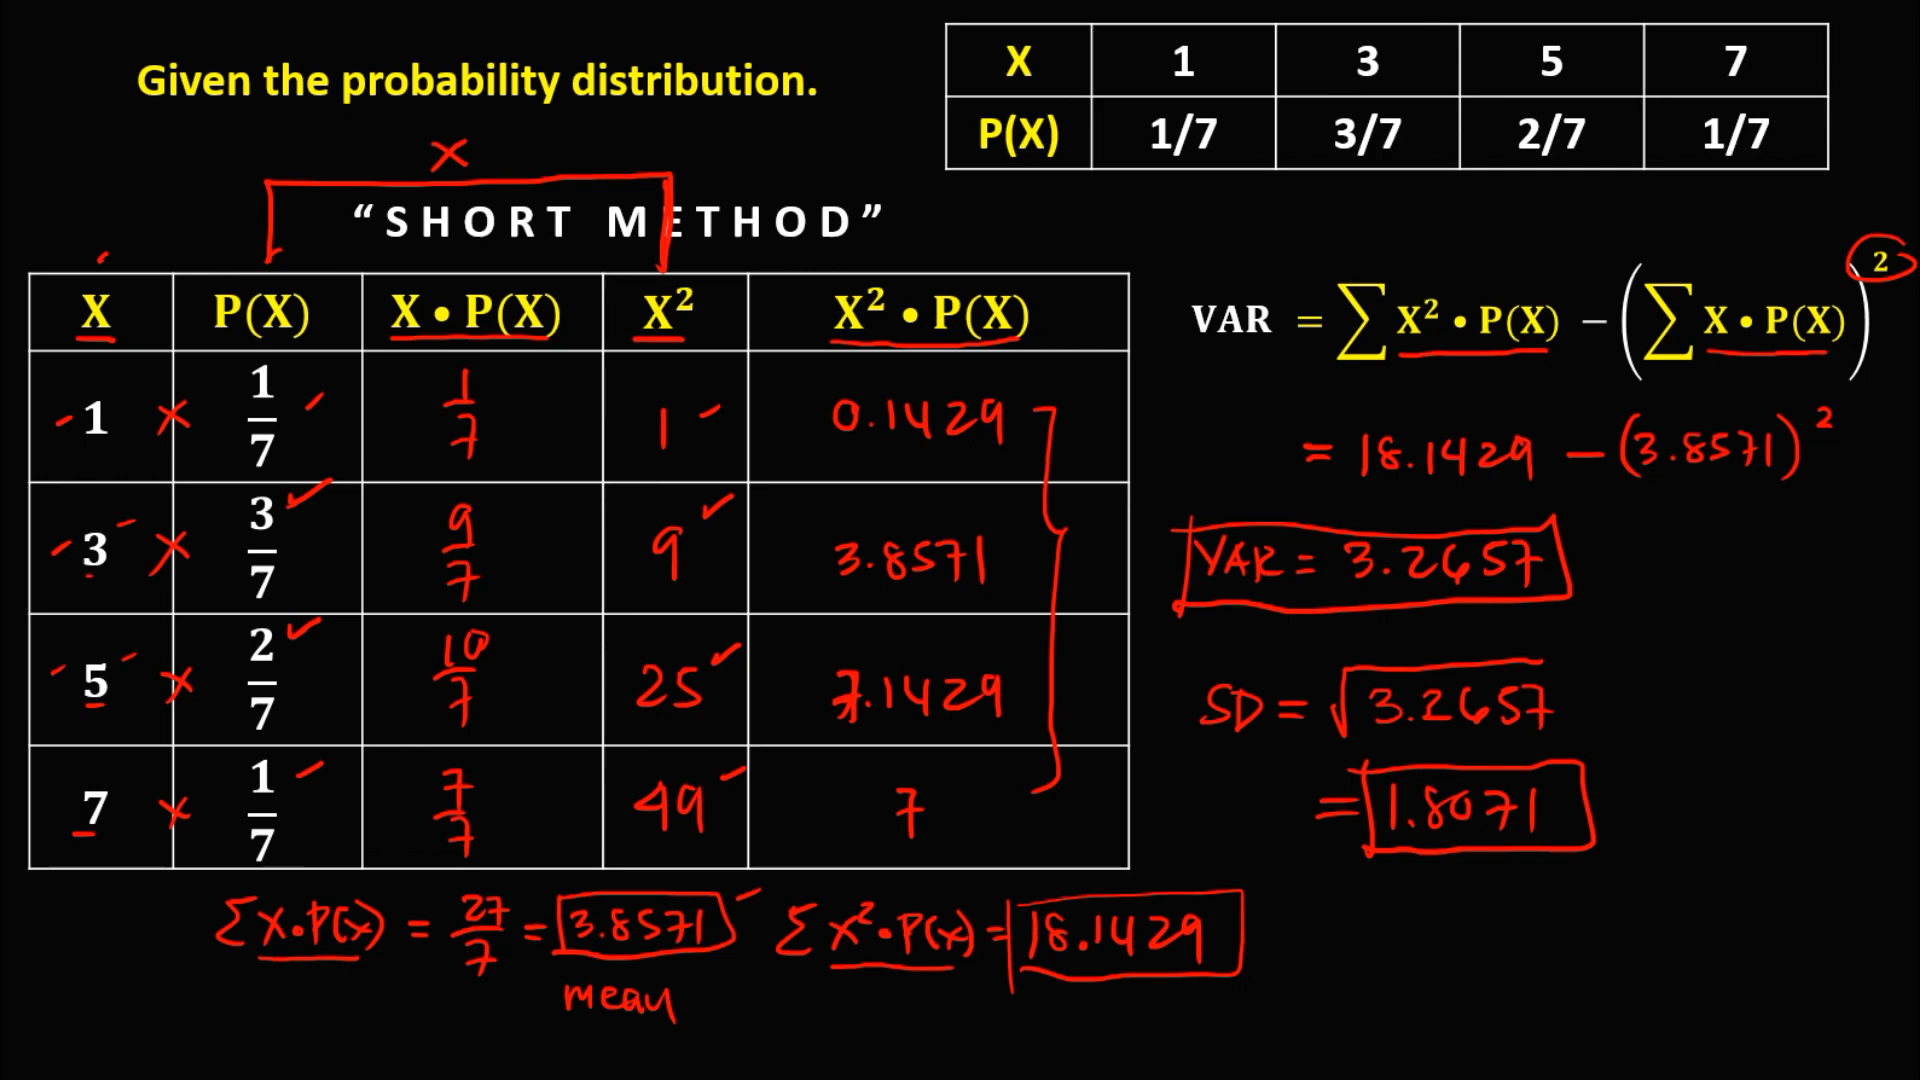 Given the probability distribution.
X 1 3 5 7
P(X) 1/7 3/7 2/7 1/7
x
“SHORT METHOD”
X P(X) X • P(X) X² X² • P(X)
1 × 1/7 1/7 1 0.1429
3 × 3/7 9/7 9 3.8571
5 × 2/7 10/7 25 7.1429
7 × 1/7 7/7 49 7
Σx•P(x) = 27/7 = 3.8571
mean
Σx²•P(x) = 18.1429
VAR = ∑ X² • P(X) − (∑ X • P(X))²
= 18.1429 − (3.8571)²
VAR = 3.2657
SD = √3.2657
= 1.8071